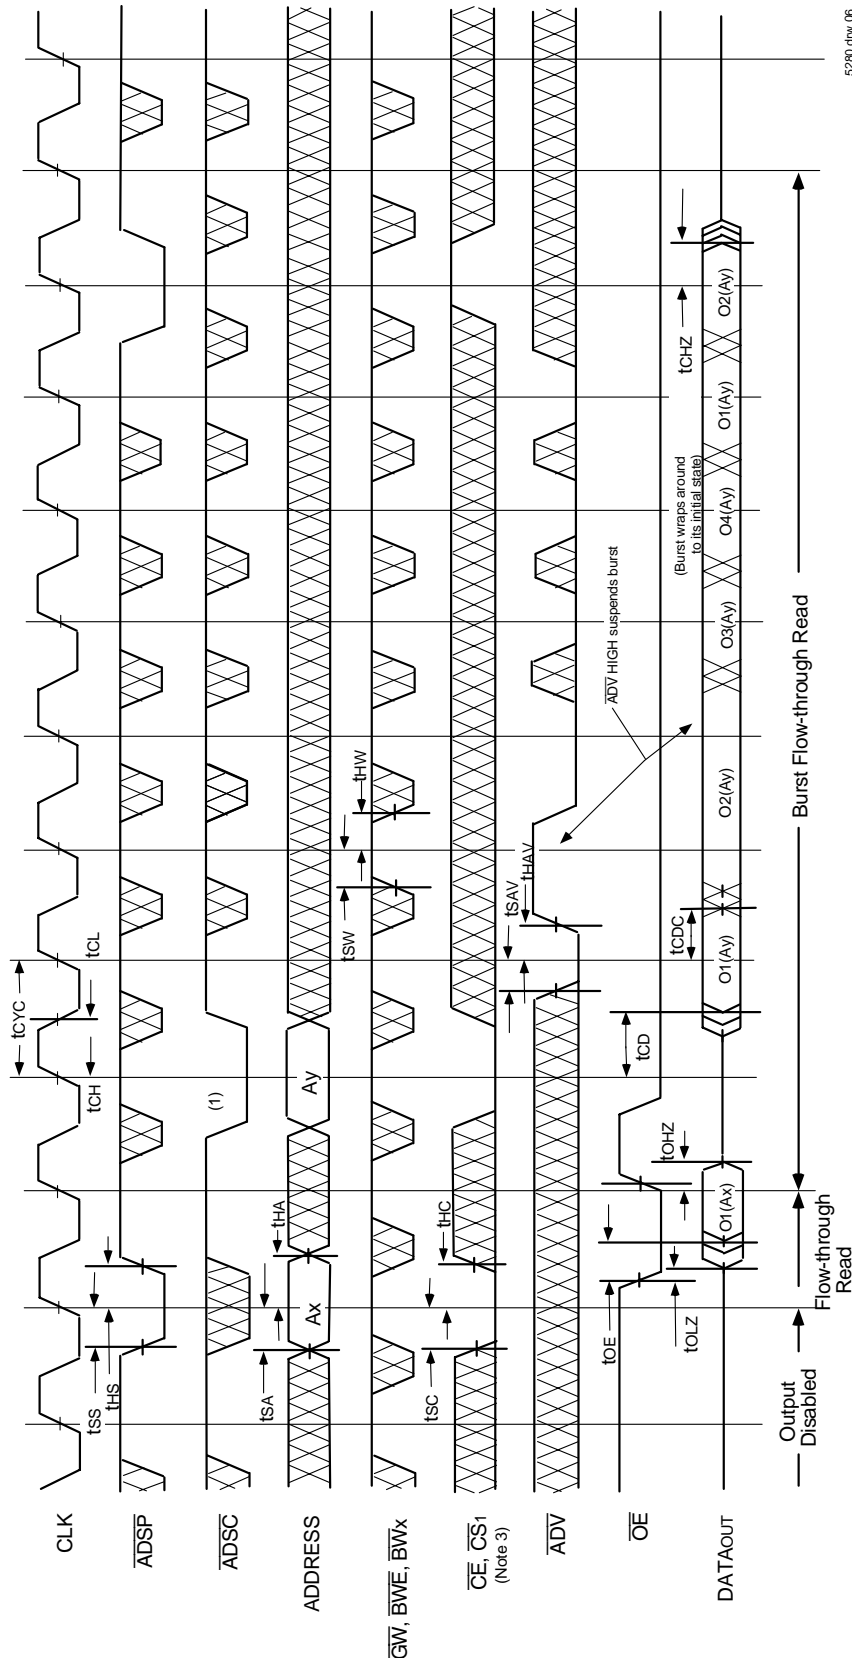 CLK
tCYC
tSS
tHS
tCH
tCL
ADSP
ADSC
(1)
tSA
tHA
ADDRESS
Ax
Ay
tSW
tHW
GW, BWE, BWx
tSC
tHC
CE, CS1
(Note 3)
tSAV
tHAV
ADV
ADV HIGH suspends burst
OE
tOE
tOHZ
tOLZ
tCD
tCDC
(Burst wraps around
to its initial state)
tCHZ
DATAOUT
O1(Ax)
O1(Ay)
O2(Ay)
O3(Ay)
O4(Ay)
O1(Ay)
O2(Ay)
Output
Disabled
Flow-through
Read
Burst Flow-through Read
5280 drw 06